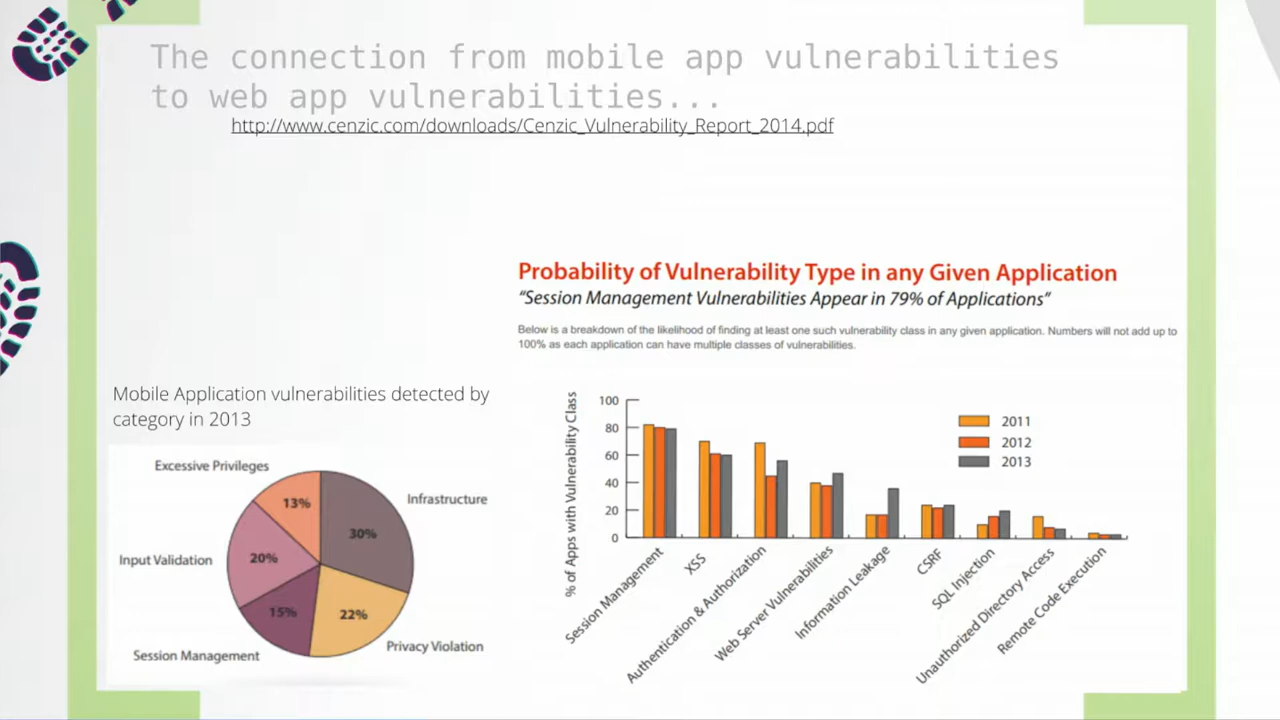 The connection from mobile app vulnerabilities
to web app vulnerabilities...
http://www.cenzic.com/downloads/Cenzic_Vulnerability_Report_2014.pdf
Probability of Vulnerability Type in any Given Application
“Session Management Vulnerabilities Appear in 79% of Applications”
Below is a breakdown of the likelihood of finding at least one such vulnerability class in any given application. Numbers will not add up to
100% as each application can have multiple classes of vulnerabilities.
Mobile Application vulnerabilities detected by
category in 2013
Excessive Privileges
Infrastructure
Input Validation
Session Management
Privacy Violation
13%
30%
20%
15%
22%
% of Apps with Vulnerability Class
100
80
60
40
20
0
2011
2012
2013
Session Management
XSS
Authentication & Authorization
Web Server Vulnerabilities
Information Leakage
CSRF
SQL Injection
Unauthorized Directory Access
Remote Code Execution